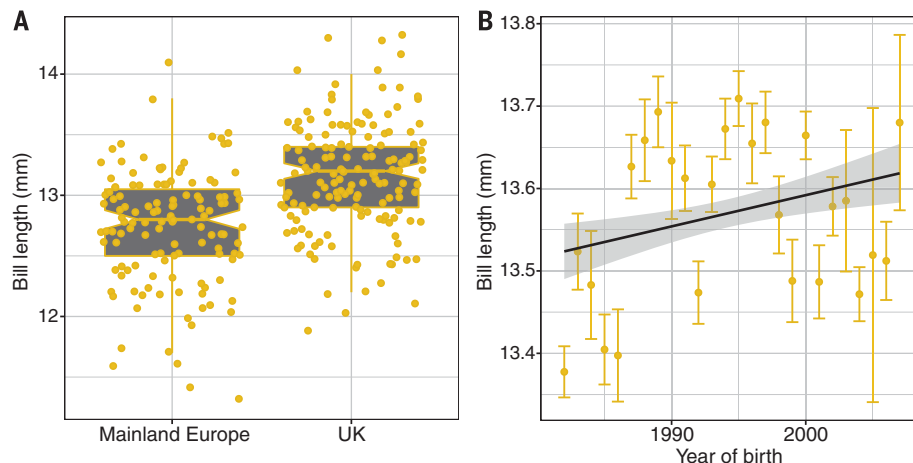 A
Bill length (mm)
14
13
12
Mainland Europe
UK
B
Bill length (mm)
13.8
13.7
13.6
13.5
13.4
1990
2000
Year of birth